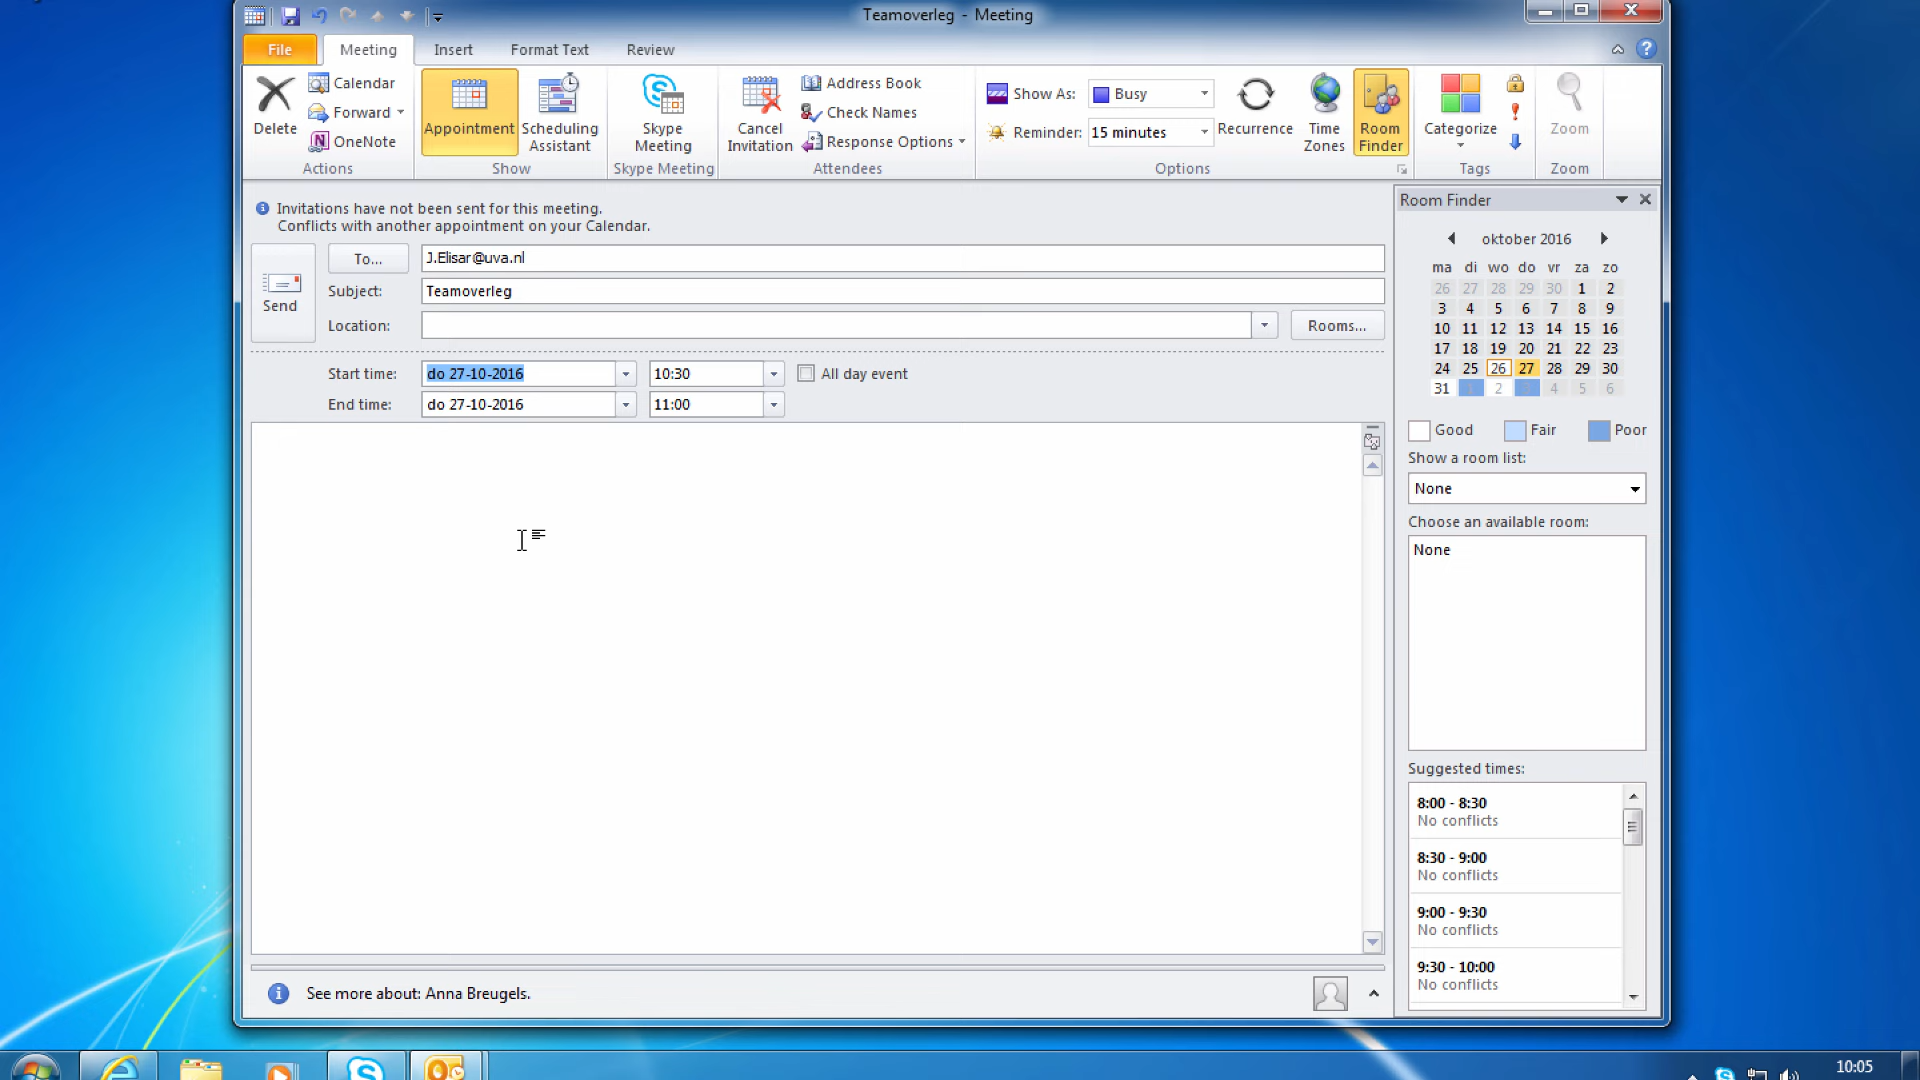 Teamoverleg - Meeting
File
Meeting
Insert
Format Text
Review
Delete
Calendar
Forward
OneNote
Actions
Appointment
Scheduling Assistant
Show
Skype Meeting
Skype Meeting
Cancel Invitation
Address Book
Check Names
Response Options
Attendees
Show As:
Busy
Reminder:
15 minutes
Recurrence
Time Zones
Room Finder
Options
Categorize
Tags
Zoom
Zoom
Invitations have not been sent for this meeting.
Conflicts with another appointment on your Calendar.
Send
To...
J.Elisar@uva.nl
Subject:
Teamoverleg
Location:
Rooms...
Start time:
do 27-10-2016
10:30
All day event
End time:
do 27-10-2016
11:00
Room Finder
oktober 2016
ma di wo do vr za zo
26 27 28 29 30 1 2
3 4 5 6 7 8 9
10 11 12 13 14 15 16
17 18 19 20 21 22 23
24 25 26 27 28 29 30
31 1 2 3 4 5 6
Good
Fair
Poor
Show a room list:
None
Choose an available room:
None
Suggested times:
8:00 - 8:30
No conflicts
8:30 - 9:00
No conflicts
9:00 - 9:30
No conflicts
9:30 - 10:00
No conflicts
See more about: Anna Breugels.
10:05